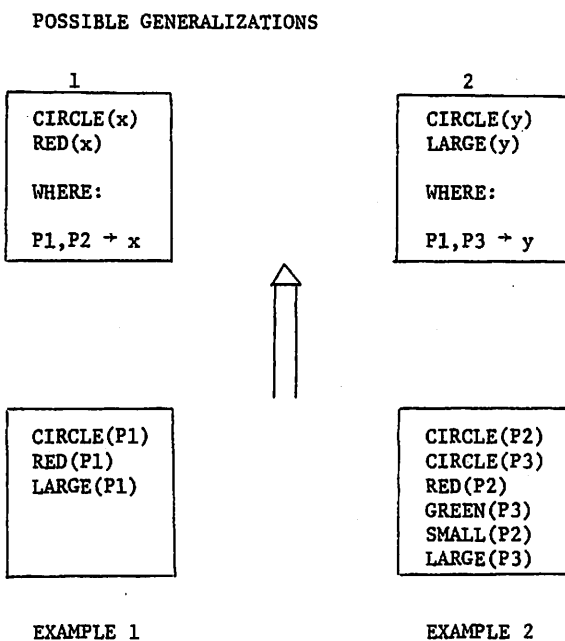 POSSIBLE GENERALIZATIONS
1
CIRCLE(x)
RED(x)
WHERE:
P1,P2 → x
2
CIRCLE(y)
LARGE(y)
WHERE:
P1,P3 → y
CIRCLE(P1)
RED(P1)
LARGE(P1)
EXAMPLE 1
CIRCLE(P2)
CIRCLE(P3)
RED(P2)
GREEN(P3)
SMALL(P2)
LARGE(P3)
EXAMPLE 2